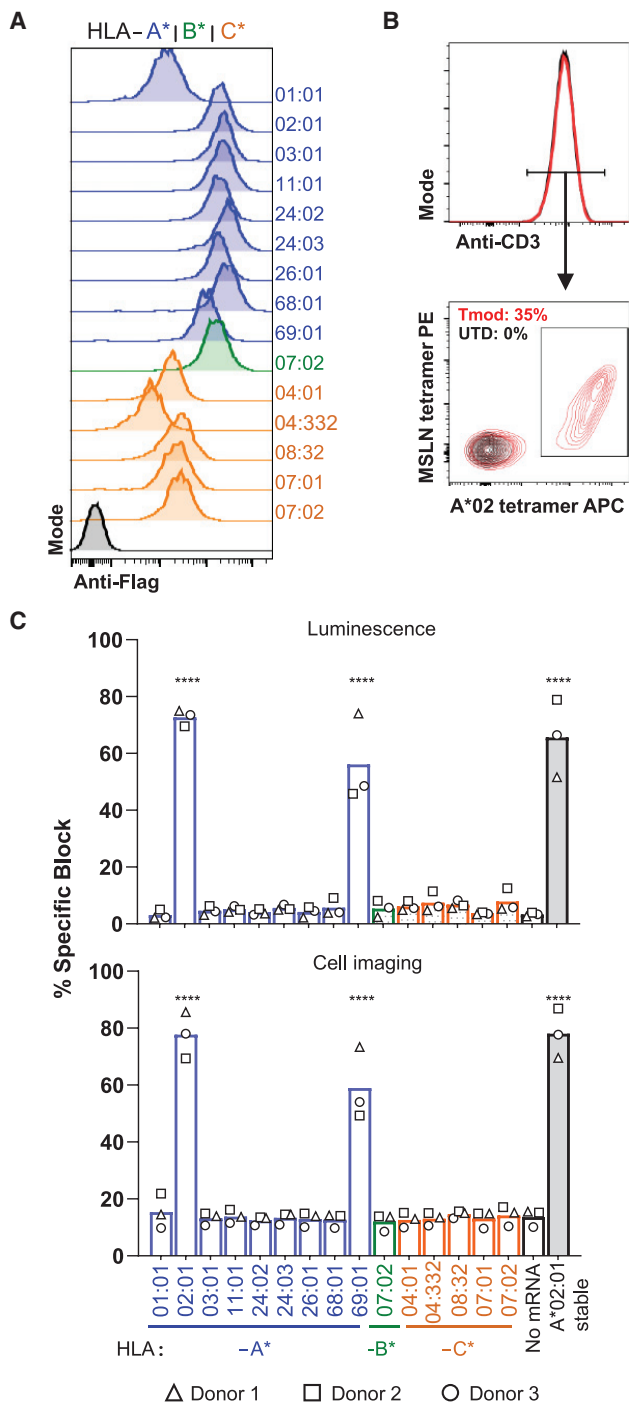 A
HLA-A* | B* | C*
01:01
02:01
03:01
11:01
24:02
24:03
26:01
68:01
69:01
07:02
04:01
04:332
08:32
07:01
07:02
Mode
Anti-Flag
B
Mode
Anti-CD3
MSLN tetramer PE
Tmod: 35%
UTD: 0%
A*02 tetramer APC
C
% Specific Block
Luminescence
100
80
60
40
20
0
****
****
****
Cell imaging
100
80
60
40
20
0
****
****
****
01:01
02:01
03:01
11:01
24:02
24:03
26:01
68:01
69:01
07:02
04:01
04:332
08:32
07:01
07:02
No mRNA
A*02:01 stable
HLA: -A* -B* -C*
Donor 1 Donor 2 Donor 3